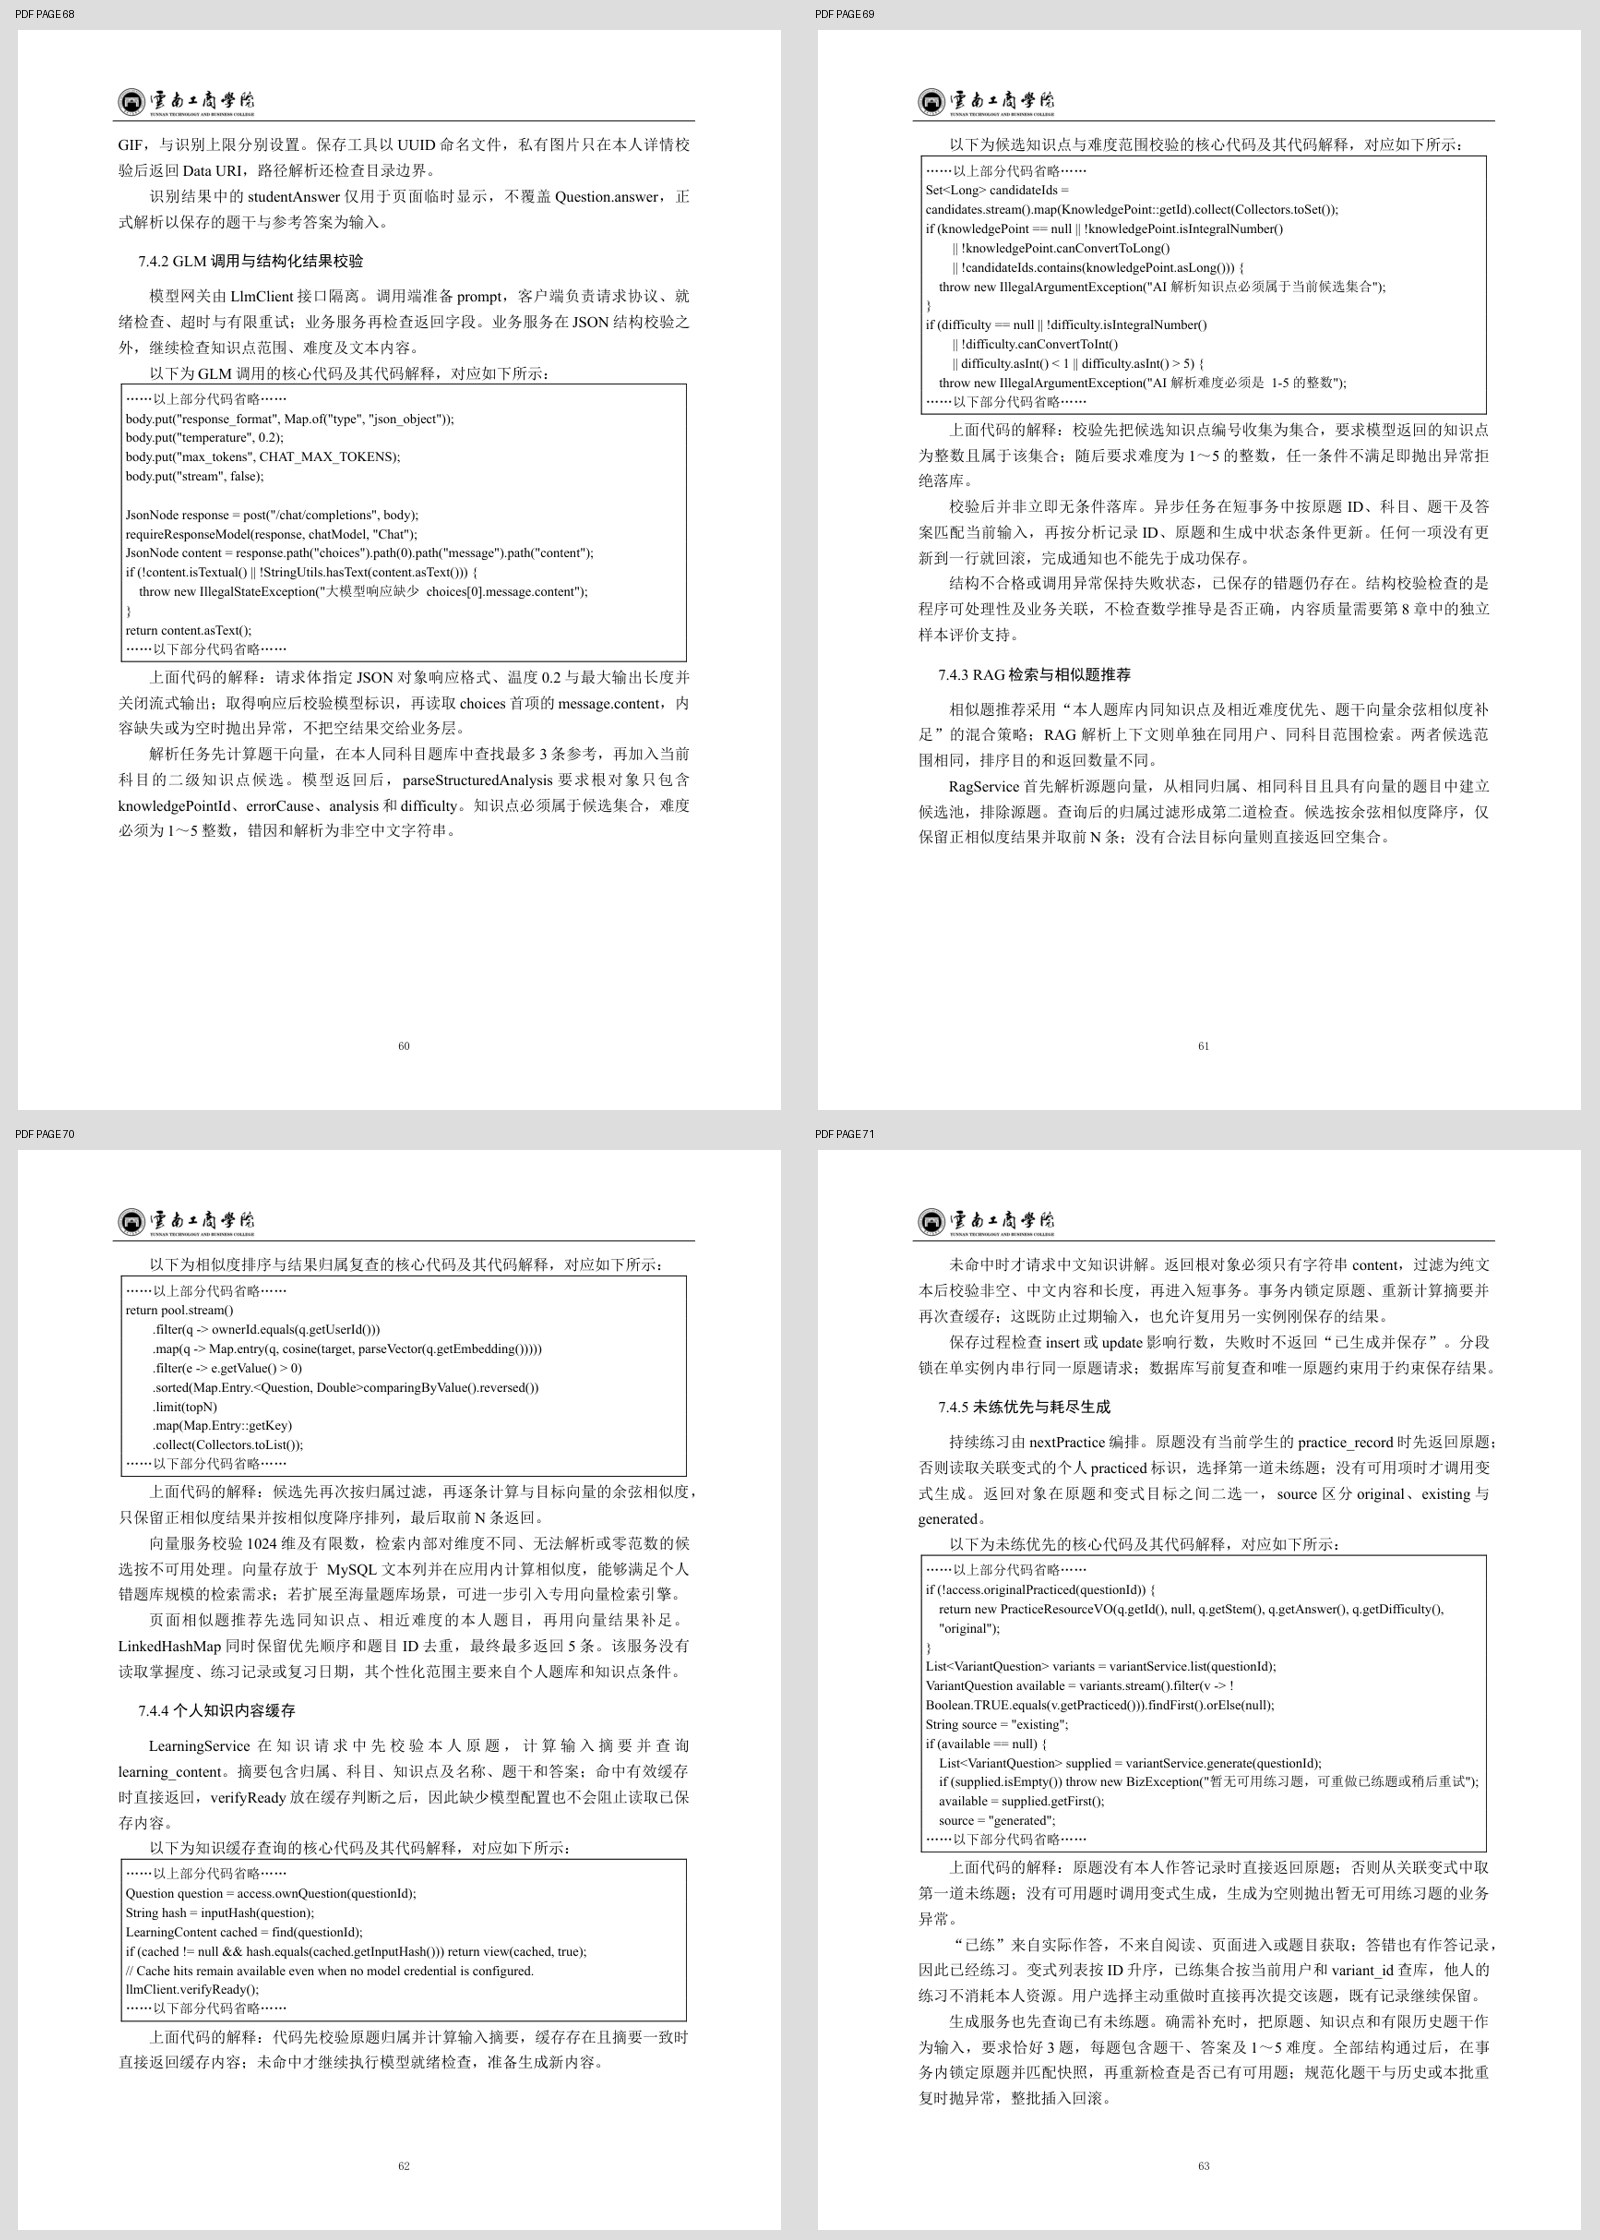 PDF PAGE 68
雲南工商學院
YUNNAN TECHNOLOGY AND BUSINESS COLLEGE
GIF，与识别上限分别设置。保存工具以 UUID 命名文件，私有图片只在本人详情校
验后返回 Data URI，路径解析还检查目录边界。
识别结果中的 studentAnswer 仅用于页面临时显示，不覆盖 Question.answer，正
式解析以保存的题干与参考答案为输入。
7.4.2 GLM 调用与结构化结果校验
模型网关由 LlmClient 接口隔离。调用端准备 prompt，客户端负责请求协议、就
绪检查、超时与有限重试；业务服务再检查返回字段。业务服务在 JSON 结构校验之
外，继续检查知识点范围、难度及文本内容。
以下为 GLM 调用的核心代码及其代码解释，对应如下所示：
……以上部分代码省略……
body.put("response_format", Map.of("type", "json_object"));
body.put("temperature", 0.2);
body.put("max_tokens", CHAT_MAX_TOKENS);
body.put("stream", false);
JsonNode response = post("/chat/completions", body);
requireResponseModel(response, chatModel, "Chat");
JsonNode content = response.path("choices").path(0).path("message").path("content");
if (!content.isTextual() || !StringUtils.hasText(content.asText())) {
throw new IllegalStateException("大模型响应缺少 choices[0].message.content");
}
return content.asText();
……以下部分代码省略……
上面代码的解释：请求体指定 JSON 对象响应格式、温度 0.2 与最大输出长度并
关闭流式输出；取得响应后校验模型标识，再读取 choices 首项的 message.content，内
容缺失或为空时抛出异常，不把空结果交给业务层。
解析任务先计算题干向量，在本人同科目题库中查找最多 3 条参考，再加入当前
科目的二级知识点候选。模型返回后，parseStructuredAnalysis 要求根对象只包含
knowledgePointId、errorCause、analysis 和 difficulty。知识点必须属于候选集合，难度
必须为 1～5 整数，错因和解析为非空中文字符串。
60
PDF PAGE 69
雲南工商學院
YUNNAN TECHNOLOGY AND BUSINESS COLLEGE
以下为候选知识点与难度范围校验的核心代码及其代码解释，对应如下所示：
……以上部分代码省略……
Set<Long> candidateIds =
candidates.stream().map(KnowledgePoint::getId).collect(Collectors.toSet());
if (knowledgePoint == null || !knowledgePoint.isIntegralNumber()
|| !knowledgePoint.canConvertToLong()
|| !candidateIds.contains(knowledgePoint.asLong())) {
throw new IllegalArgumentException("AI 解析知识点必须属于当前候选集合");
}
if (difficulty == null || !difficulty.isIntegralNumber()
|| !difficulty.canConvertToInt()
|| difficulty.asInt() < 1 || difficulty.asInt() > 5) {
throw new IllegalArgumentException("AI 解析难度必须是 1-5 的整数");
……以下部分代码省略……
上面代码的解释：校验先把候选知识点编号收集为集合，要求模型返回的知识点
为整数且属于该集合；随后要求难度为 1～5 的整数，任一条件不满足即抛出异常拒
绝落库。
校验后并非立即无条件落库。异步任务在短事务中按原题 ID、科目、题干及答
案匹配当前输入，再按分析记录 ID、原题和生成中状态条件更新。任何一项没有更
新到一行就回滚，完成通知也不能先于成功保存。
结构不合格或调用异常保持失败状态，已保存的错题仍存在。结构校验检查的是
程序可处理性及业务关联，不检查数学推导是否正确，内容质量需要第 8 章中的独立
样本评价支持。
7.4.3 RAG 检索与相似题推荐
相似题推荐采用“本人题库内同知识点及相近难度优先、题干向量余弦相似度补
足”的混合策略；RAG 解析上下文则单独在同用户、同科目范围检索。两者候选范
围相同，排序目的和返回数量不同。
RagService 首先解析源题向量，从相同归属、相同科目且具有向量的题目中建立
候选池，排除源题。查询后的归属过滤形成第二道检查。候选按余弦相似度降序，仅
保留正相似度结果并取前 N 条；没有合法目标向量则直接返回空集合。
61
PDF PAGE 70
雲南工商學院
YUNNAN TECHNOLOGY AND BUSINESS COLLEGE
以下为相似度排序与结果归属复查的核心代码及其代码解释，对应如下所示：
……以上部分代码省略……
return pool.stream()
.filter(q -> ownerId.equals(q.getUserId()))
.map(q -> Map.entry(q, cosine(target, parseVector(q.getEmbedding()))))
.filter(e -> e.getValue() > 0)
.sorted(Map.Entry.<Question, Double>comparingByValue().reversed())
.limit(topN)
.map(Map.Entry::getKey)
.collect(Collectors.toList());
……以下部分代码省略……
上面代码的解释：候选先再次按归属过滤，再逐条计算与目标向量的余弦相似度，
只保留正相似度结果并按相似度降序排列，最后取前 N 条返回。
向量服务校验 1024 维及有限数，检索内部对维度不同、无法解析或零范数的候
选按不可用处理。向量存放于 MySQL 文本列并在应用内计算相似度，能够满足个人
错题库规模的检索需求；若扩展至海量题库场景，可进一步引入专用向量检索引擎。
页面相似题推荐先选同知识点、相近难度的本人题目，再用向量结果补足。
LinkedHashMap 同时保留优先顺序和题目 ID 去重，最终最多返回 5 条。该服务没有
读取掌握度、练习记录或复习日期，其个性化范围主要来自个人题库和知识点条件。
7.4.4 个人知识内容缓存
LearningService 在知识请求中先校验本人原题，计算输入摘要并查询
learning_content。摘要包含归属、科目、知识点及名称、题干和答案；命中有效缓存
时直接返回，verifyReady 放在缓存判断之后，因此缺少模型配置也不会阻止读取已保
存内容。
以下为知识缓存查询的核心代码及其代码解释，对应如下所示：
……以上部分代码省略……
Question question = access.ownQuestion(questionId);
String hash = inputHash(question);
LearningContent cached = find(questionId);
if (cached != null && hash.equals(cached.getInputHash())) return view(cached, true);
// Cache hits remain available even when no model credential is configured.
llmClient.verifyReady();
……以下部分代码省略……
上面代码的解释：代码先校验原题归属并计算输入摘要，缓存存在且摘要一致时
直接返回缓存内容；未命中才继续执行模型就绪检查，准备生成新内容。
62
PDF PAGE 71
雲南工商學院
YUNNAN TECHNOLOGY AND BUSINESS COLLEGE
未命中时才请求中文知识讲解。返回根对象必须只有字符串 content，过滤为纯文
本后校验非空、中文内容和长度，再进入短事务。事务内锁定原题、重新计算摘要并
再次查缓存；这既防止过期输入，也允许复用另一实例刚保存的结果。
保存过程检查 insert 或 update 影响行数，失败时不返回“已生成并保存”。分段
锁在单实例内串行同一原题请求；数据库写前复查和唯一原题约束用于约束保存结果。
7.4.5 未练优先与耗尽生成
持续练习由 nextPractice 编排。原题没有当前学生的 practice_record 时先返回原题；
否则读取关联变式的个人 practiced 标识，选择第一道未练题；没有可用项时才调用变
式生成。返回对象在原题和变式目标之间二选一，source 区分 original、existing 与
generated。
以下为未练优先的核心代码及其代码解释，对应如下所示：
……以上部分代码省略……
if (!access.originalPracticed(questionId)) {
return new PracticeResourceVO(q.getId(), null, q.getStem(), q.getAnswer(), q.getDifficulty(),
"original");
}
List<VariantQuestion> variants = variantService.list(questionId);
VariantQuestion available = variants.stream().filter(v -> !
Boolean.TRUE.equals(v.getPracticed())).findFirst().orElse(null);
String source = "existing";
if (available == null) {
List<VariantQuestion> supplied = variantService.generate(questionId);
if (supplied.isEmpty()) throw new BizException("暂无可用练习题，可重做已练题或稍后重试");
available = supplied.getFirst();
source = "generated";
……以下部分代码省略……
上面代码的解释：原题没有本人作答记录时直接返回原题；否则从关联变式中取
第一道未练题；没有可用题时调用变式生成，生成为空则抛出暂无可用练习题的业务
异常。
“已练”来自实际作答，不来自阅读、页面进入或题目获取；答错也有作答记录，
因此已经练习。变式列表按 ID 升序，已练集合按当前用户和 variant_id 查库，他人的
练习不消耗本人资源。用户选择主动重做时直接再次提交该题，既有记录继续保留。
生成服务也先查询已有未练题。确需补充时，把原题、知识点和有限历史题干作
为输入，要求恰好 3 题，每题包含题干、答案及 1～5 难度。全部结构通过后，在事
务内锁定原题并匹配快照，再重新检查是否已有可用题；规范化题干与历史或本批重
复时抛异常，整批插入回滚。
63